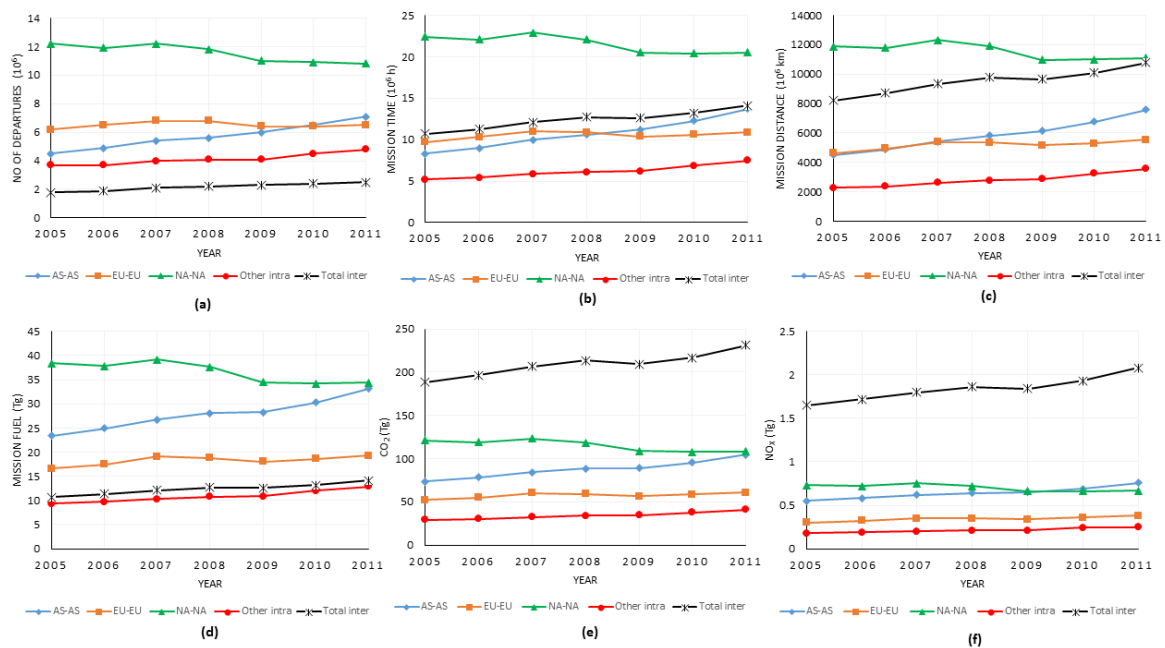 NO OF DEPARTURES (10⁶)
14
12
10
8
6
4
2
0
2005 2006 2007 2008 2009 2010 2011
YEAR
AS-AS EU-EU NA-NA Other intra Total inter
(a)
MISSION TIME (10⁶ h)
25
20
15
10
5
0
2005 2006 2007 2008 2009 2010 2011
YEAR
AS-AS EU-EU NA-NA Other intra Total inter
(b)
MISSION DISTANCE (10⁶ km)
14000
12000
10000
8000
6000
4000
2000
0
2005 2006 2007 2008 2009 2010 2011
YEAR
AS-AS EU-EU NA-NA Other intra Total inter
(c)
MISSION FUEL (Tg)
45
40
35
30
25
20
15
10
5
0
2005 2006 2007 2008 2009 2010 2011
YEAR
AS-AS EU-EU NA-NA Other intra Total inter
(d)
CO₂ (Tg)
250
200
150
100
50
0
2005 2006 2007 2008 2009 2010 2011
YEAR
AS-AS EU-EU NA-NA Other intra Total inter
(e)
NOₓ (Tg)
2.5
2
1.5
1
0.5
0
2005 2006 2007 2008 2009 2010 2011
YEAR
AS-AS EU-EU NA-NA Other intra Total inter
(f)